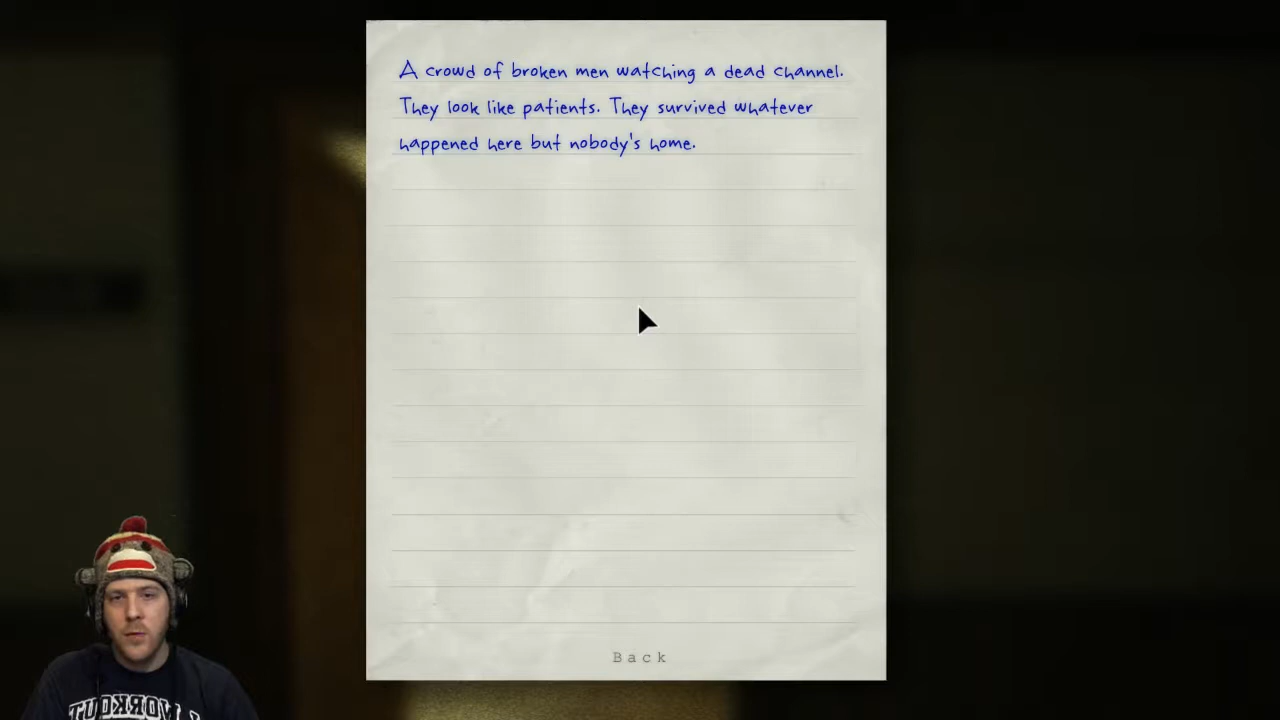 A crowd of broken men watching a dead channel.
They look like patients. They survived whatever
happened here but nobody's home.
Back
WORKOUT